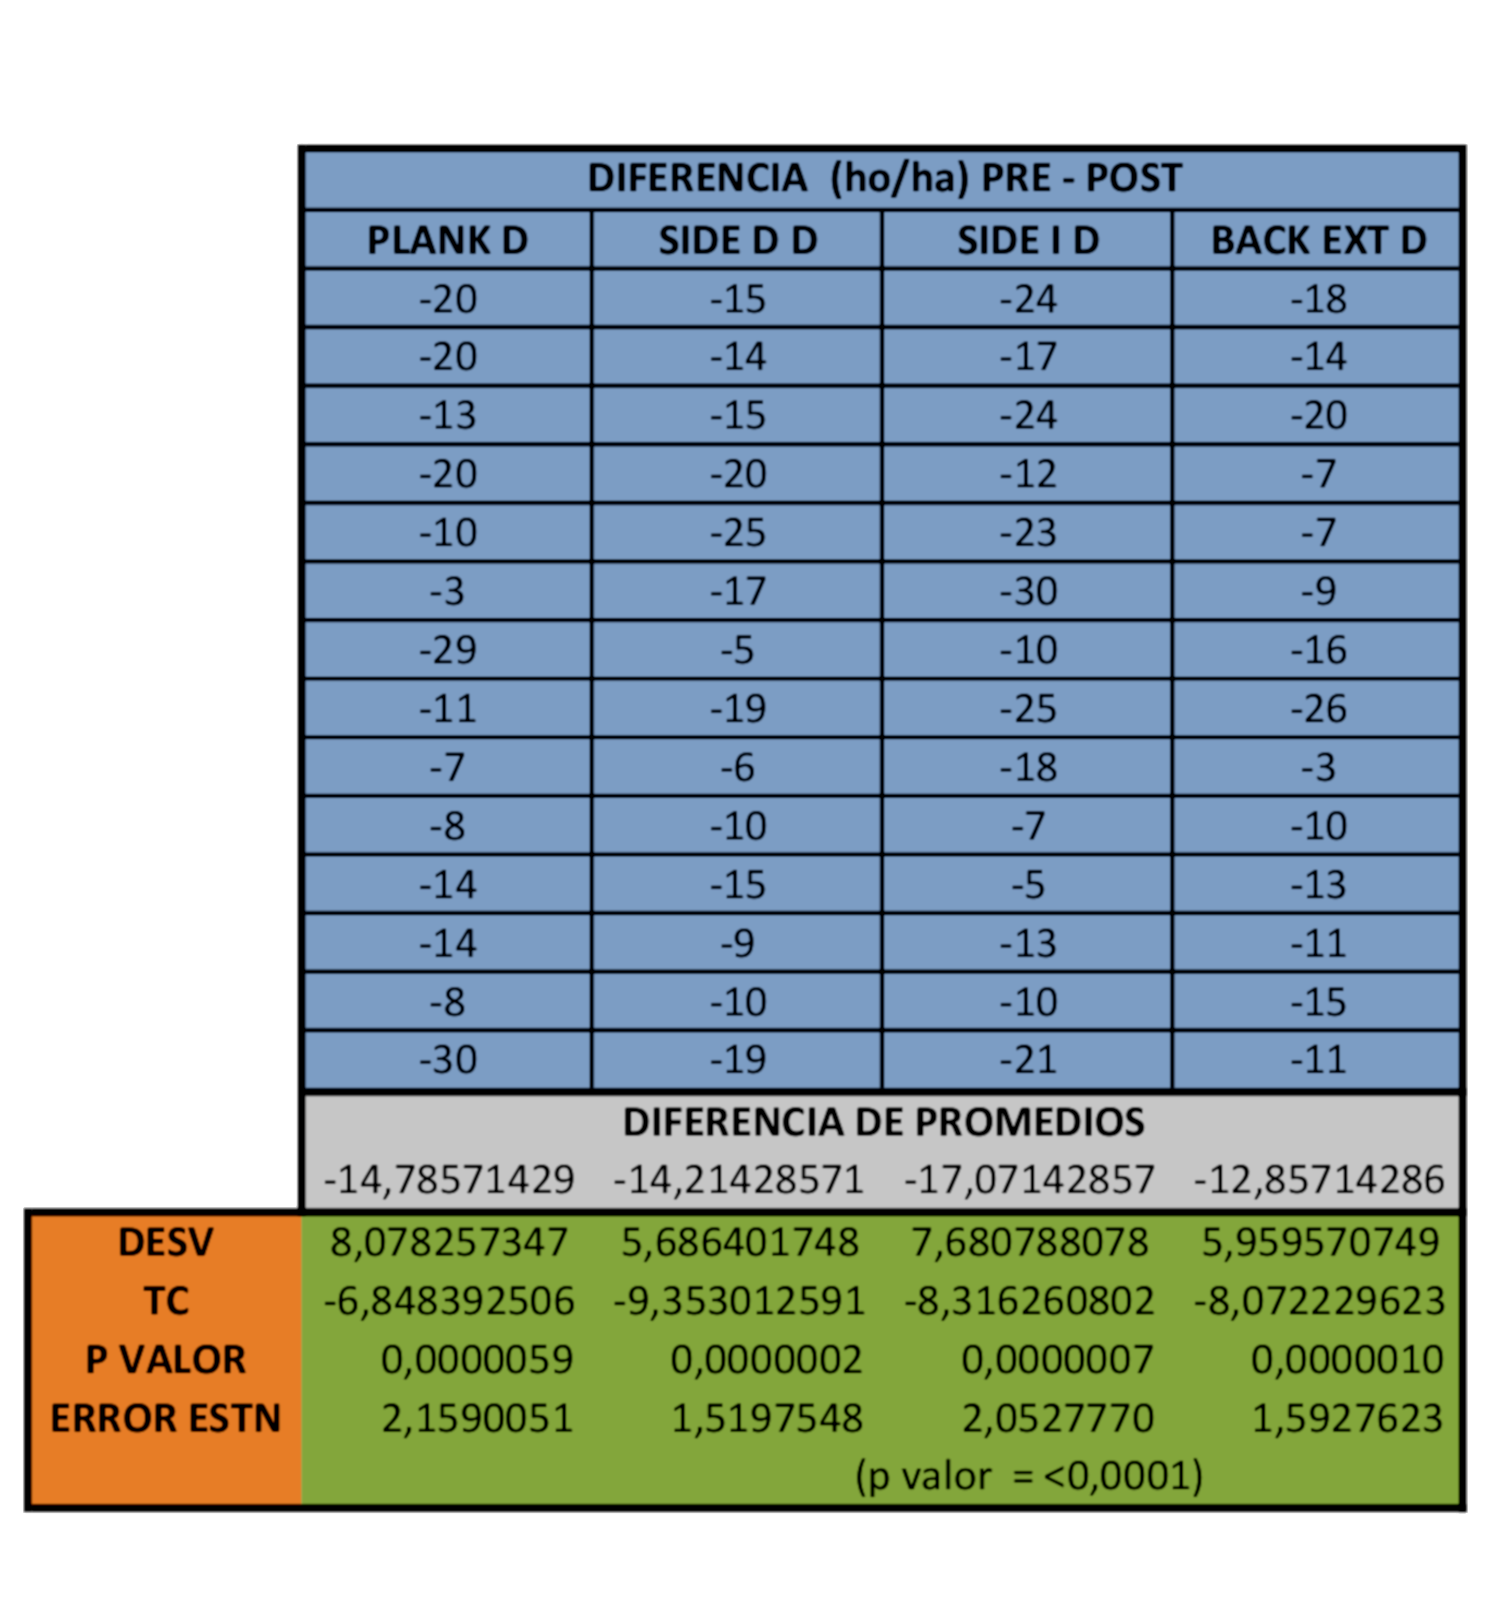 DIFERENCIA (ho/ha) PRE - POST
PLANK D SIDE D D SIDE I D BACK EXT D
-20 -15 -24 -18
-20 -14 -17 -14
-13 -15 -24 -20
-20 -20 -12 -7
-10 -25 -23 -7
-3 -17 -30 -9
-29 -5 -10 -16
-11 -19 -25 -26
-7 -6 -18 -3
-8 -10 -7 -10
-14 -15 -5 -13
-14 -9 -13 -11
-8 -10 -10 -15
-30 -19 -21 -11
DIFERENCIA DE PROMEDIOS
-14,78571429 -14,21428571 -17,07142857 -12,85714286
DESV 8,078257347 5,686401748 7,680788078 5,959570749
TC -6,848392506 -9,353012591 -8,316260802 -8,072229623
P VALOR 0,0000059 0,0000002 0,0000007 0,0000010
ERROR ESTN 2,1590051 1,5197548 2,0527770 1,5927623
(p valor = <0,0001)